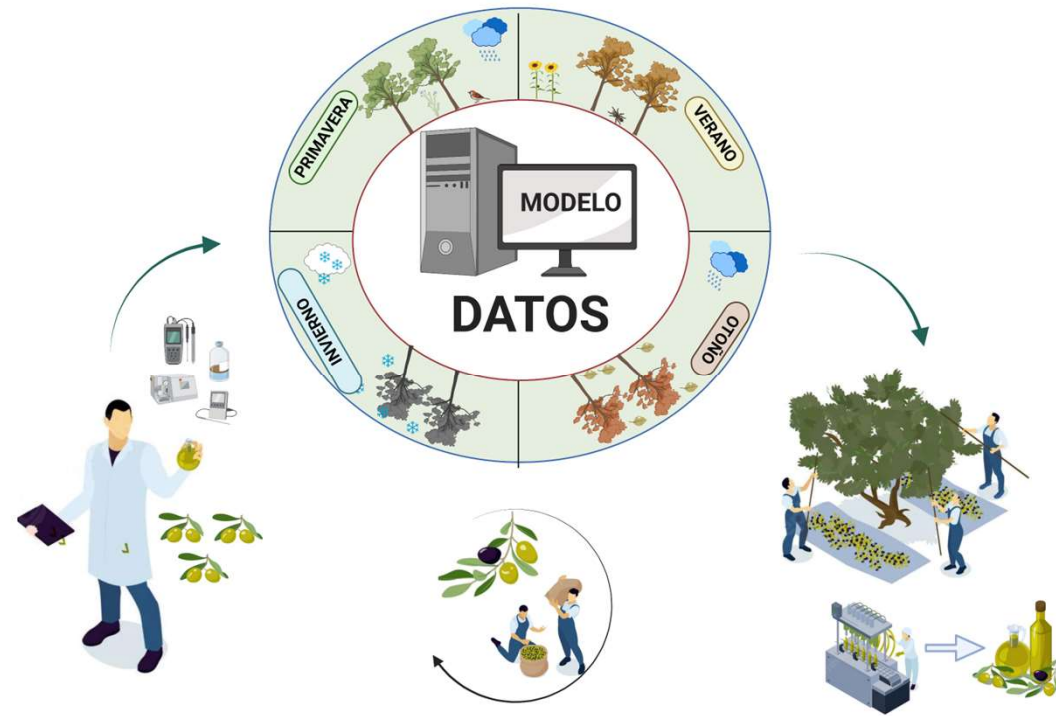 PRIMAVERA
VERANO
MODELO
DATOS
INVIERNO
OTOÑO